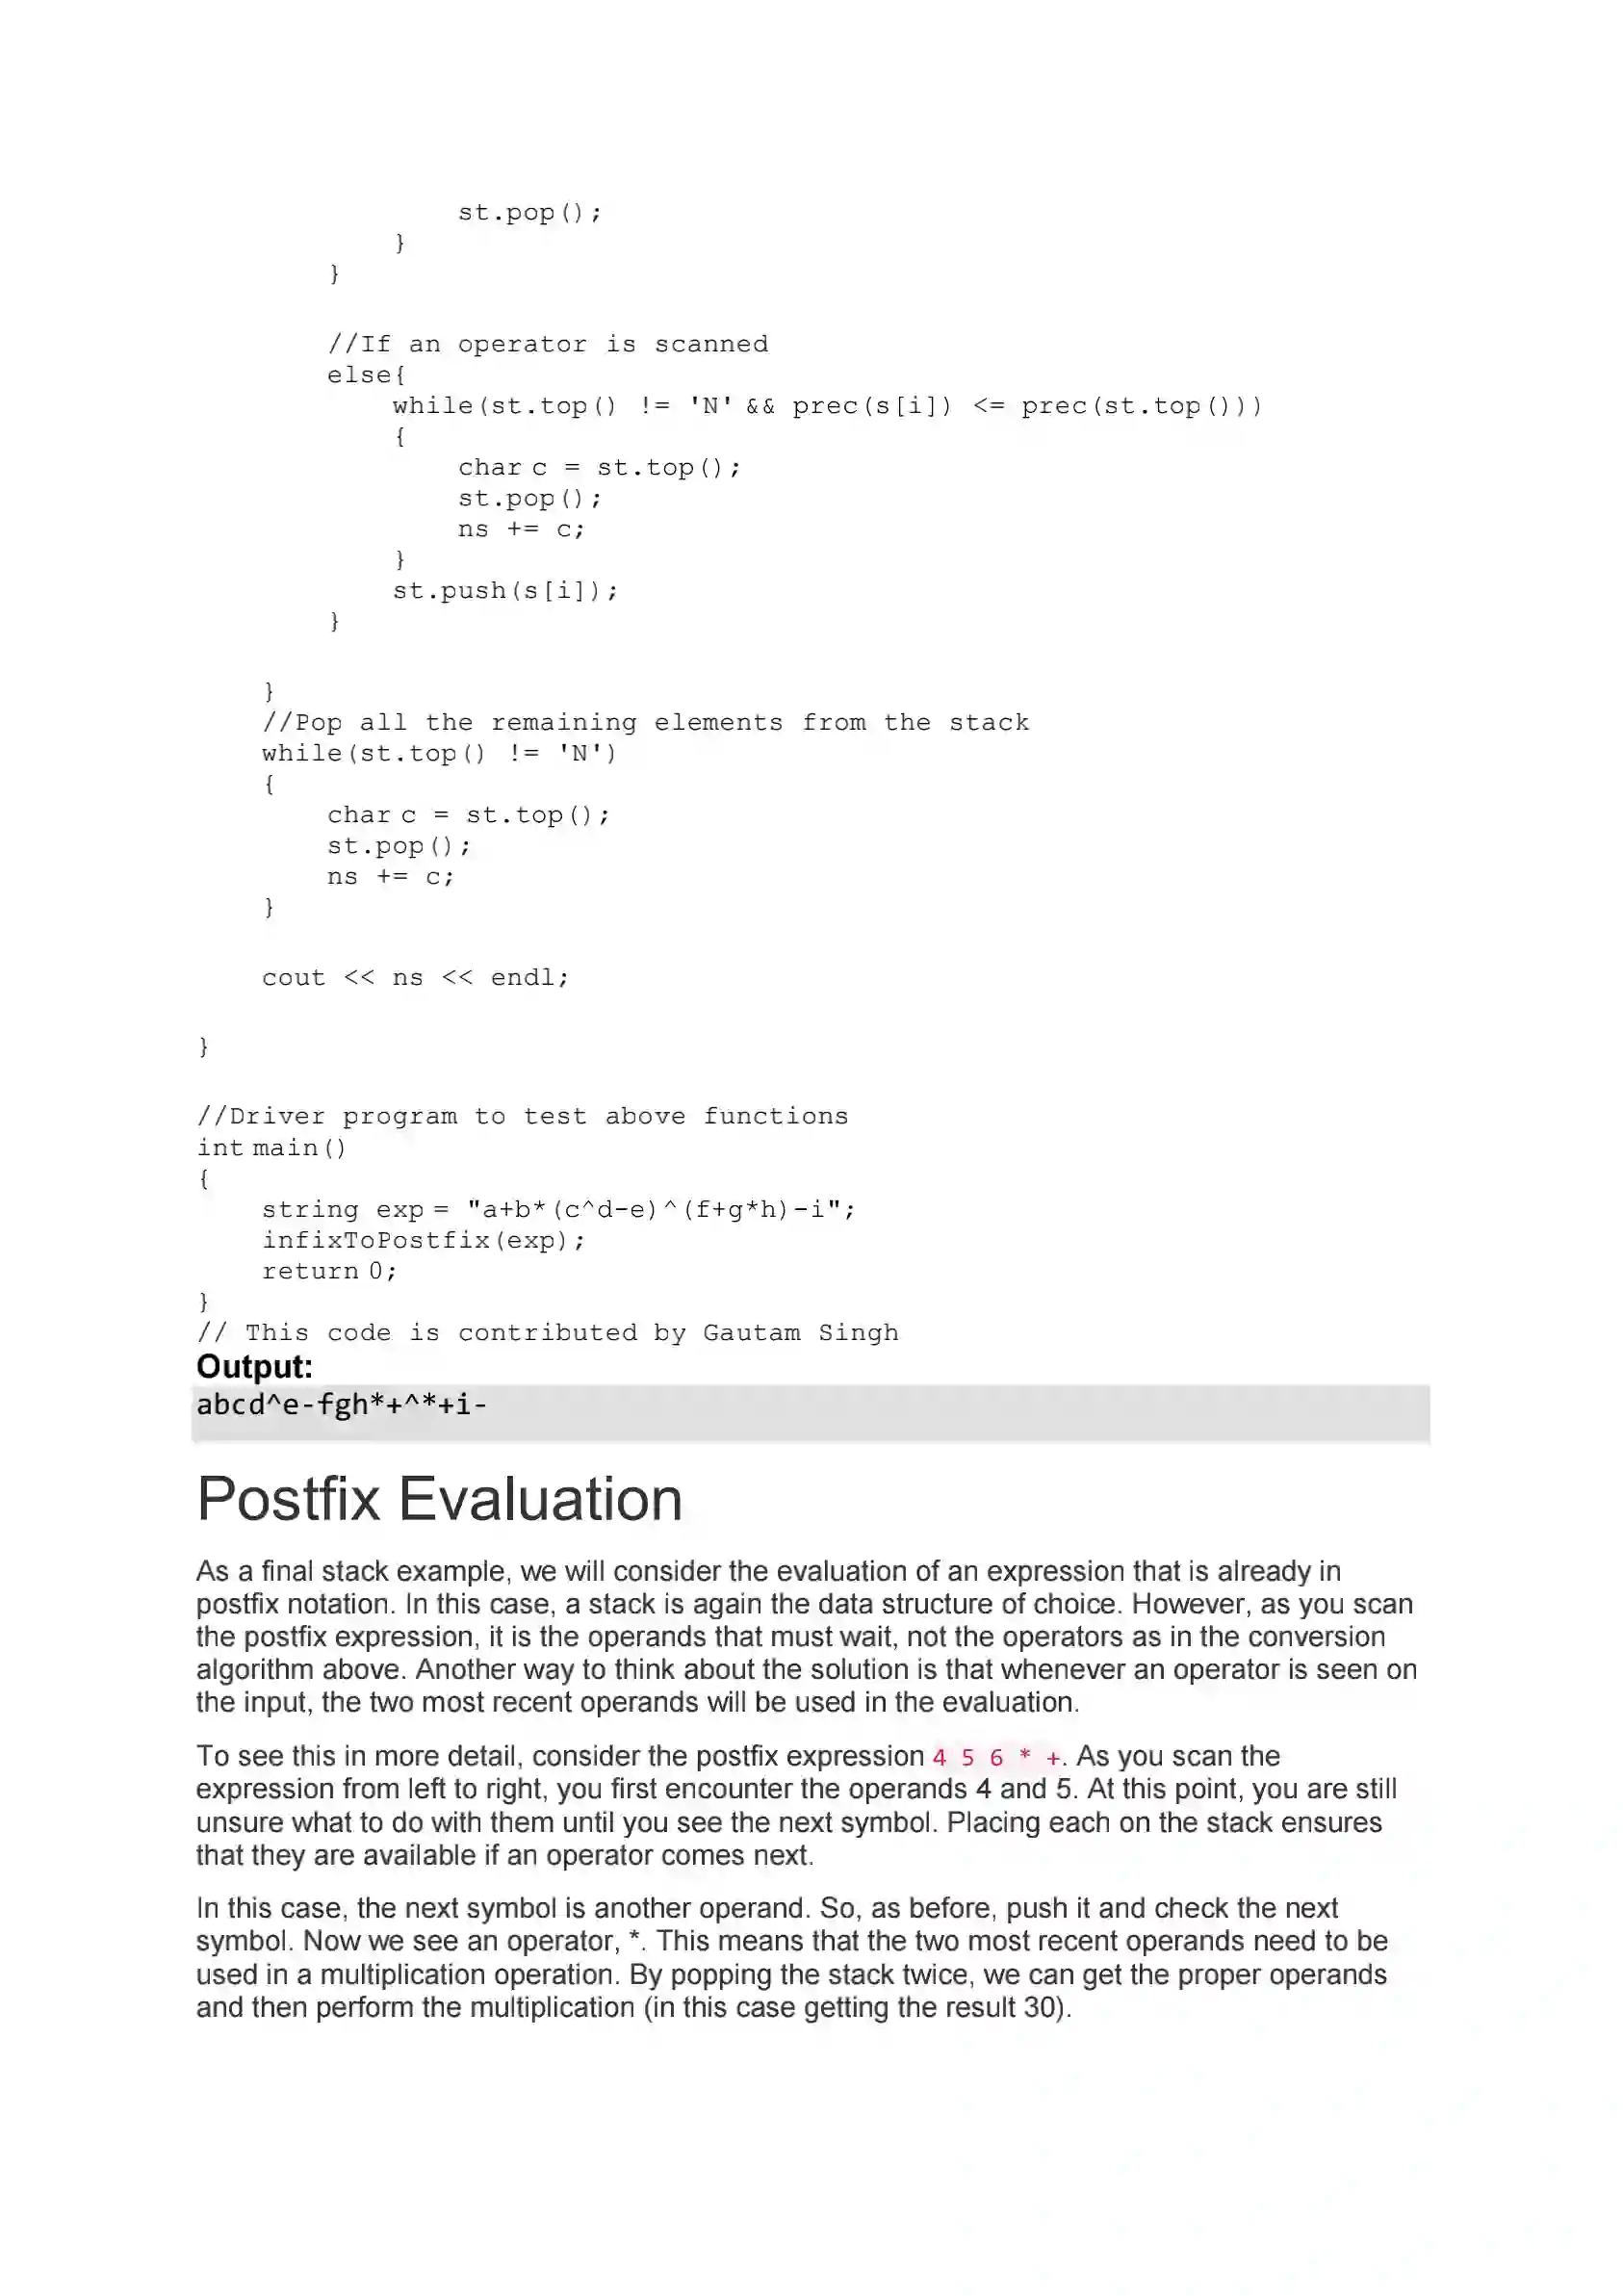 st.pop();
}
}
//If an operator is scanned
else{
while(st.top() != 'N' && prec(s[i]) <= prec(st.top()))
{
char c = st.top();
st.pop();
ns += c;
}
st.push(s[i]);
}
}
//Pop all the remaining elements from the stack
while(st.top() != 'N')
{
char c = st.top();
st.pop();
ns += c;
}
cout << ns << endl;
}
//Driver program to test above functions
int main()
{
string exp = "a+b*(c^d-e)^(f+g*h)-i";
infixToPostfix(exp);
return 0;
}
// This code is contributed by Gautam Singh
Output:
abcd^e-fgh*+^*+i-
Postfix Evaluation
As a final stack example, we will consider the evaluation of an expression that is already in
postfix notation. In this case, a stack is again the data structure of choice. However, as you scan
the postfix expression, it is the operands that must wait, not the operators as in the conversion
algorithm above. Another way to think about the solution is that whenever an operator is seen on
the input, the two most recent operands will be used in the evaluation.
To see this in more detail, consider the postfix expression 4 5 6 * +. As you scan the
expression from left to right, you first encounter the operands 4 and 5. At this point, you are still
unsure what to do with them until you see the next symbol. Placing each on the stack ensures
that they are available if an operator comes next.
In this case, the next symbol is another operand. So, as before, push it and check the next
symbol. Now we see an operator, *. This means that the two most recent operands need to be
used in a multiplication operation. By popping the stack twice, we can get the proper operands
and then perform the multiplication (in this case getting the result 30).